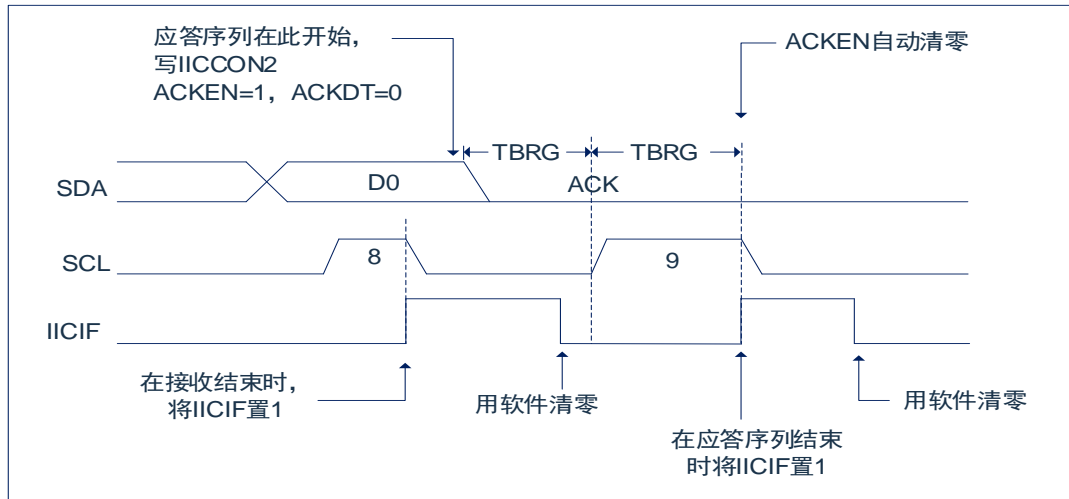 应答序列在此开始，
写IICCON2
ACKEN=1，ACKDT=0
ACKEN自动清零
TBRG
TBRG
SDA
D0
ACK
SCL
8
9
IICIF
在接收结束时，
将IICIF置1
用软件清零
在应答序列结束
时将IICIF置1
用软件清零